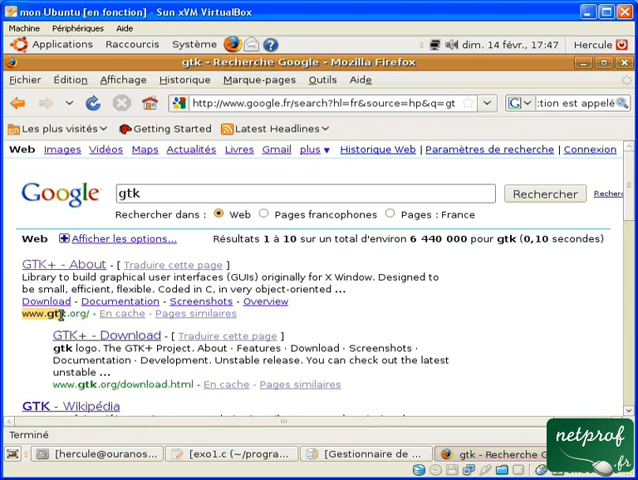 mon Ubuntu [en fonction] - Sun xVM VirtualBox
Machine Périphériques Aide
Applications Raccourcis Système dim. 14 févr., 17:47 Hercule
gtk - Recherche Google - Mozilla Firefox
Fichier Édition Affichage Historique Marque-pages Outils Aide
http://www.google.fr/search?hl=fr&source=hp&q=gt :tion est appelé
Les plus visités Getting Started Latest Headlines
Web Images Vidéos Maps Actualités Livres Gmail plus Historique Web | Paramètres de recherche | Connexion
Google gtk Rechercher Recherc
Rechercher dans : Web Pages francophones Pages : France
Web Afficher les options... Résultats 1 à 10 sur un total d'environ 6 440 000 pour gtk (0,10 secondes)
GTK+ - About - [ Traduire cette page ]
Library to build graphical user interfaces (GUIs) originally for X Window. Designed to
be small, efficient, flexible. Coded in C, in very object-oriented ...
Download - Documentation - Screenshots - Overview
www.gtk.org/ - En cache - Pages similaires
GTK+ - Download - [ Traduire cette page ]
gtk logo. The GTK+ Project. About · Features · Download · Screenshots ·
Documentation · Development. Unstable release. You can check out the latest
unstable ...
www.gtk.org/download.html - En cache - Pages similaires
GTK - Wikipédia
Terminé
[hercule@ouranos... [exo1.c (~/progra... [Gestionnaire de ... gtk - Recherche G
netprof
.fr